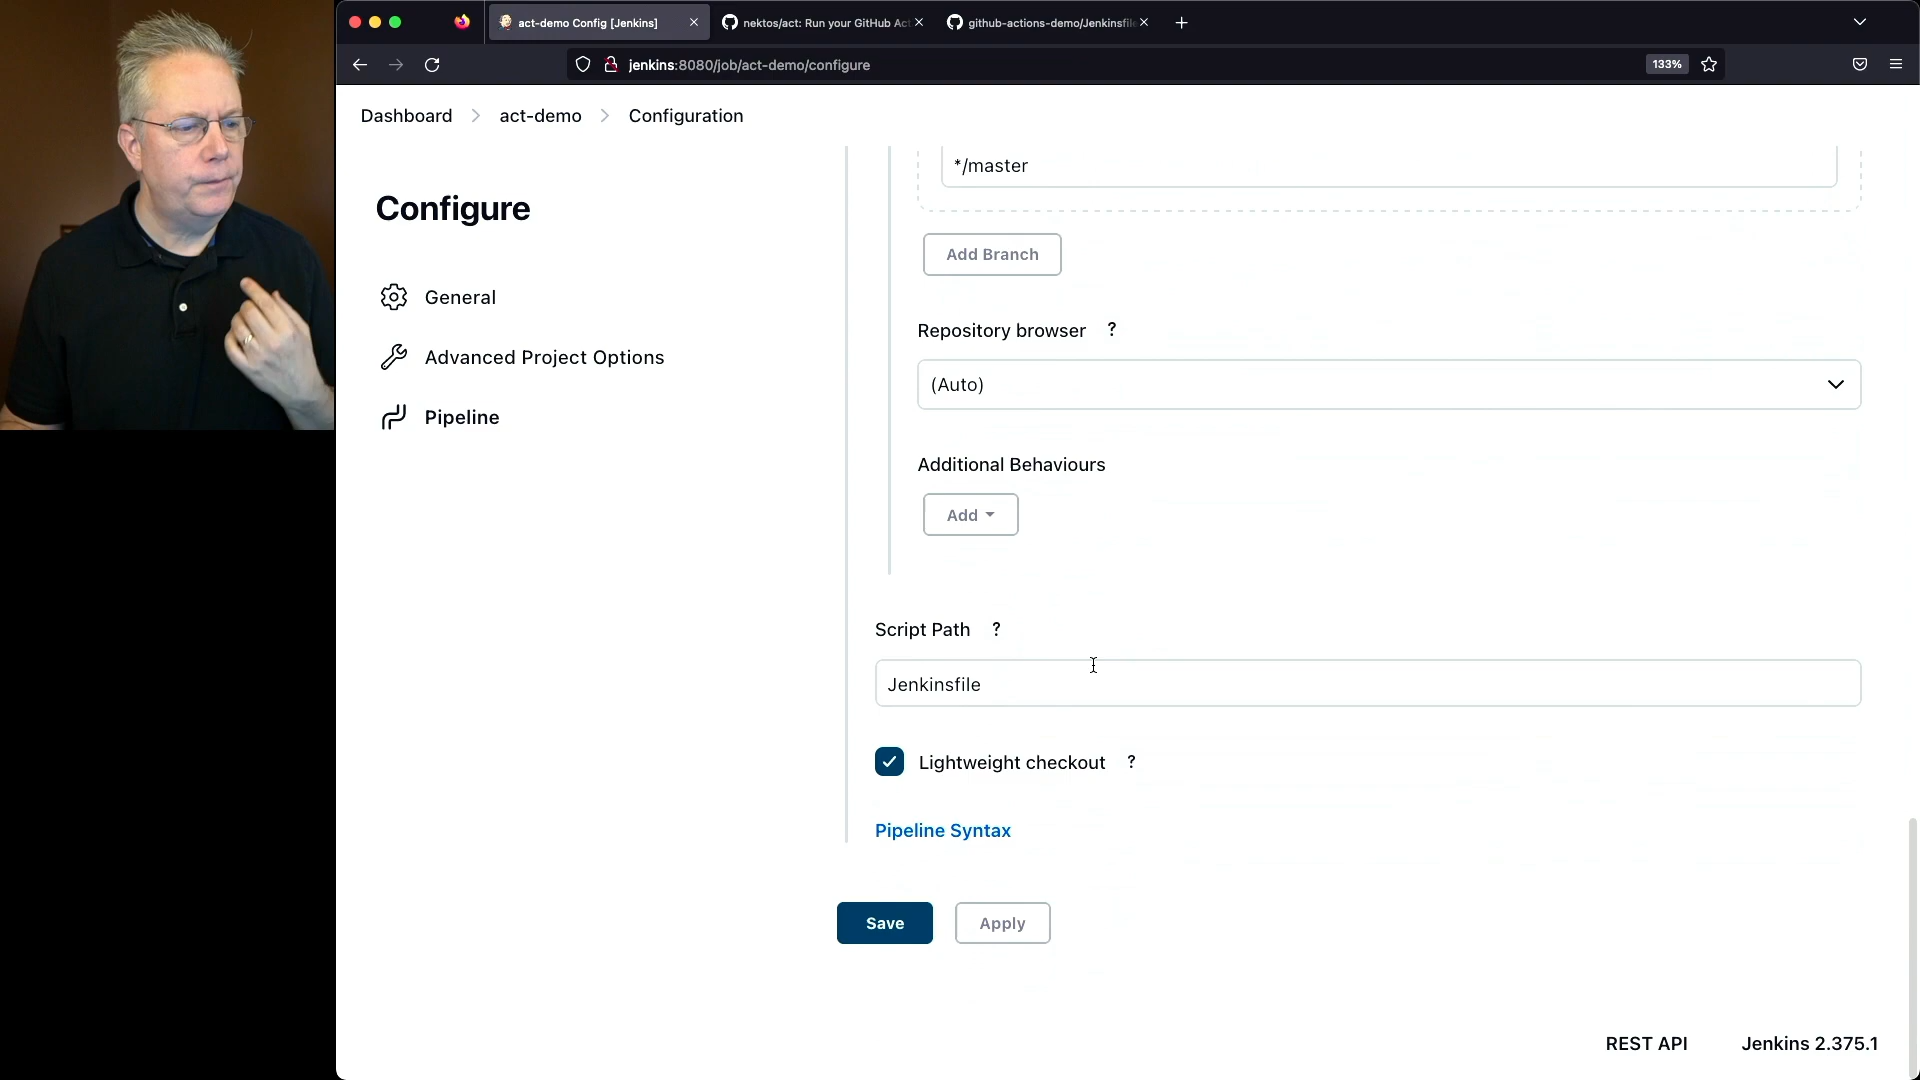 act-demo Config [Jenkins]
nektos/act: Run your GitHub Ac
github-actions-demo/Jenkinsfile
jenkins:8080/job/act-demo/configure
133%
Dashboard > act-demo > Configuration
Configure
General
Advanced Project Options
Pipeline
*/master
Add Branch
Repository browser ?
(Auto)
Additional Behaviours
Add
Script Path ?
Jenkinsfile
Lightweight checkout ?
Pipeline Syntax
Save
Apply
REST API
Jenkins 2.375.1